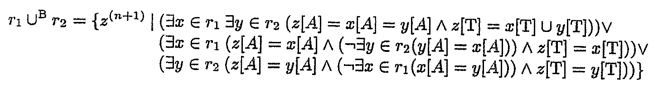 r₁ ∪ᴮ r₂ = {z⁽ⁿ⁺¹⁾ | (∃x ∈ r₁ ∃y ∈ r₂ (z[A] = x[A] = y[A] ∧ z[T] = x[T] ∪ y[T]))∨
(∃x ∈ r₁ (z[A] = x[A] ∧ (¬∃y ∈ r₂(y[A] = x[A])) ∧ z[T] = x[T]))∨
(∃y ∈ r₂ (z[A] = y[A] ∧ (¬∃x ∈ r₁(x[A] = y[A])) ∧ z[T] = y[T]))}